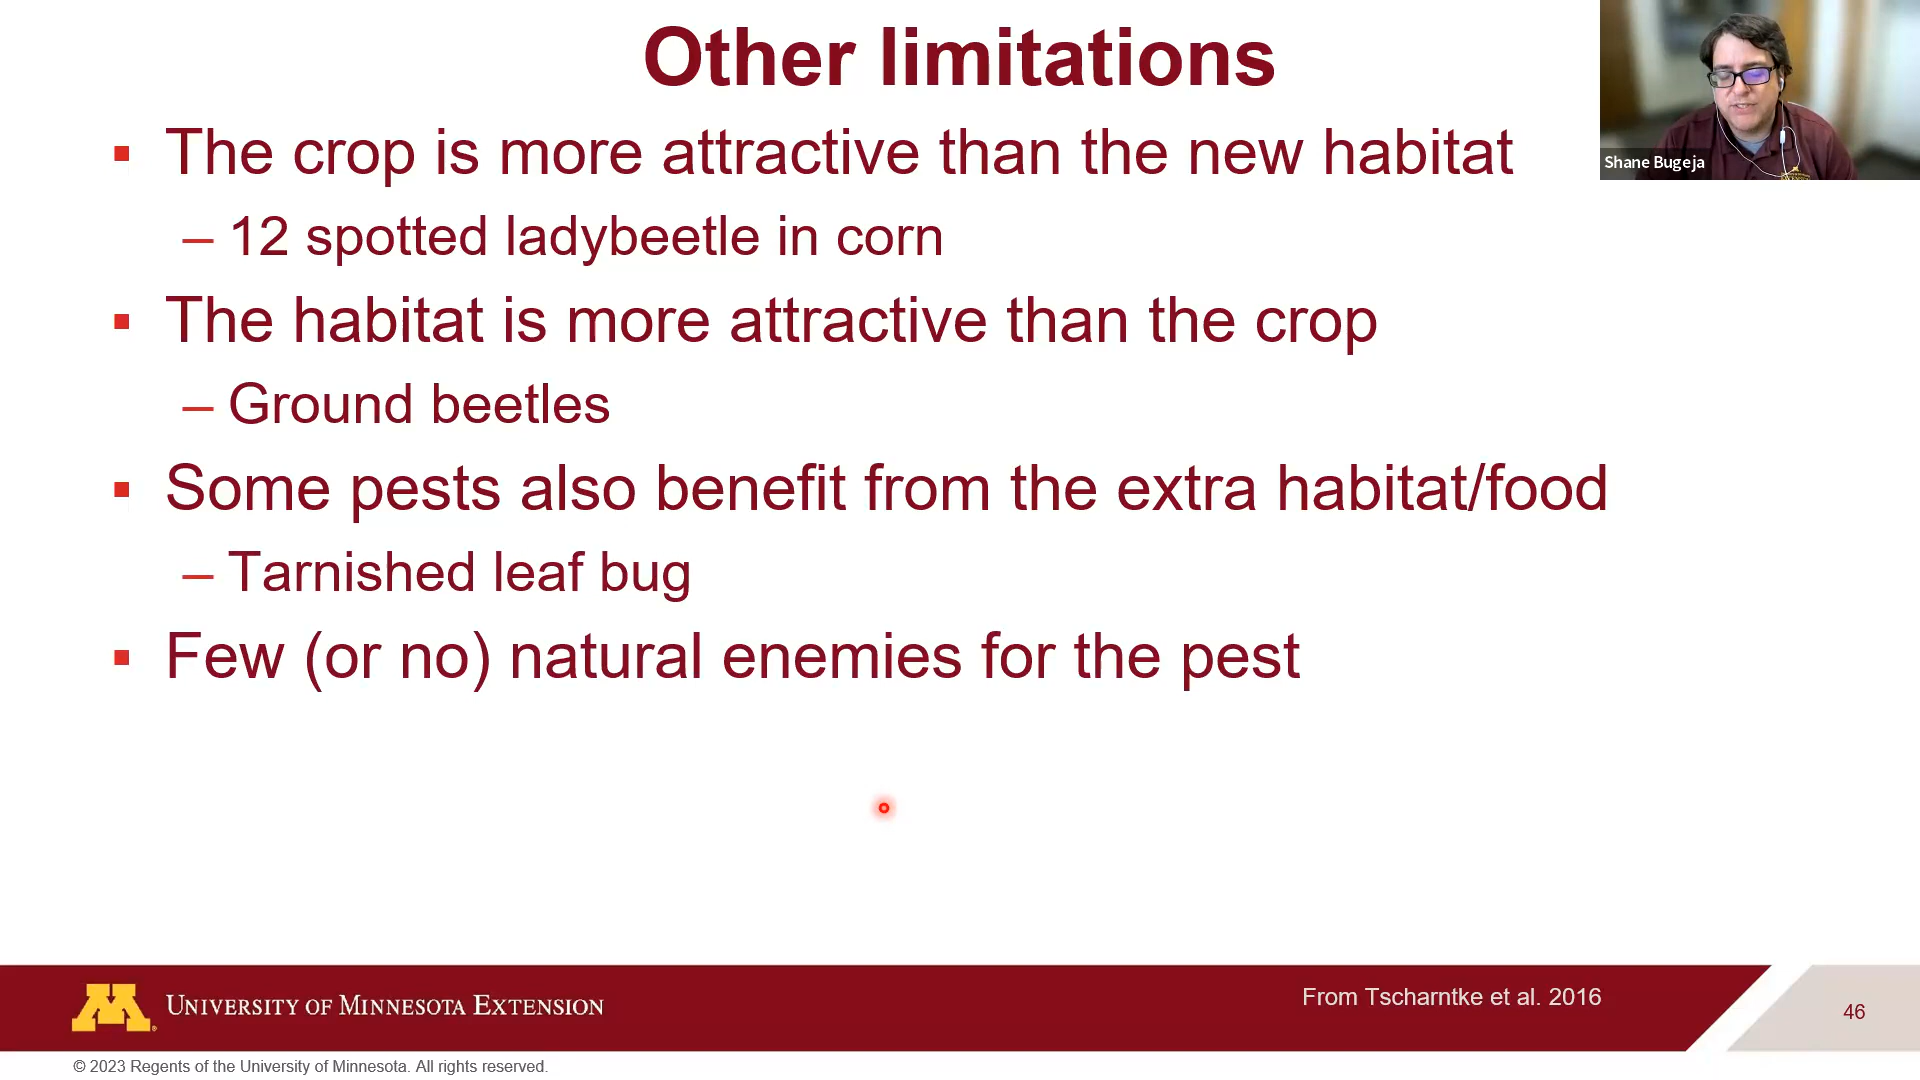 Other limitations
Shane Bugeja
▪ The crop is more attractive than the new habitat
– 12 spotted ladybeetle in corn
▪ The habitat is more attractive than the crop
– Ground beetles
▪ Some pests also benefit from the extra habitat/food
– Tarnished leaf bug
▪ Few (or no) natural enemies for the pest
M
UNIVERSITY OF MINNESOTA EXTENSION
From Tscharntke et al. 2016
46
© 2023 Regents of the University of Minnesota. All rights reserved.